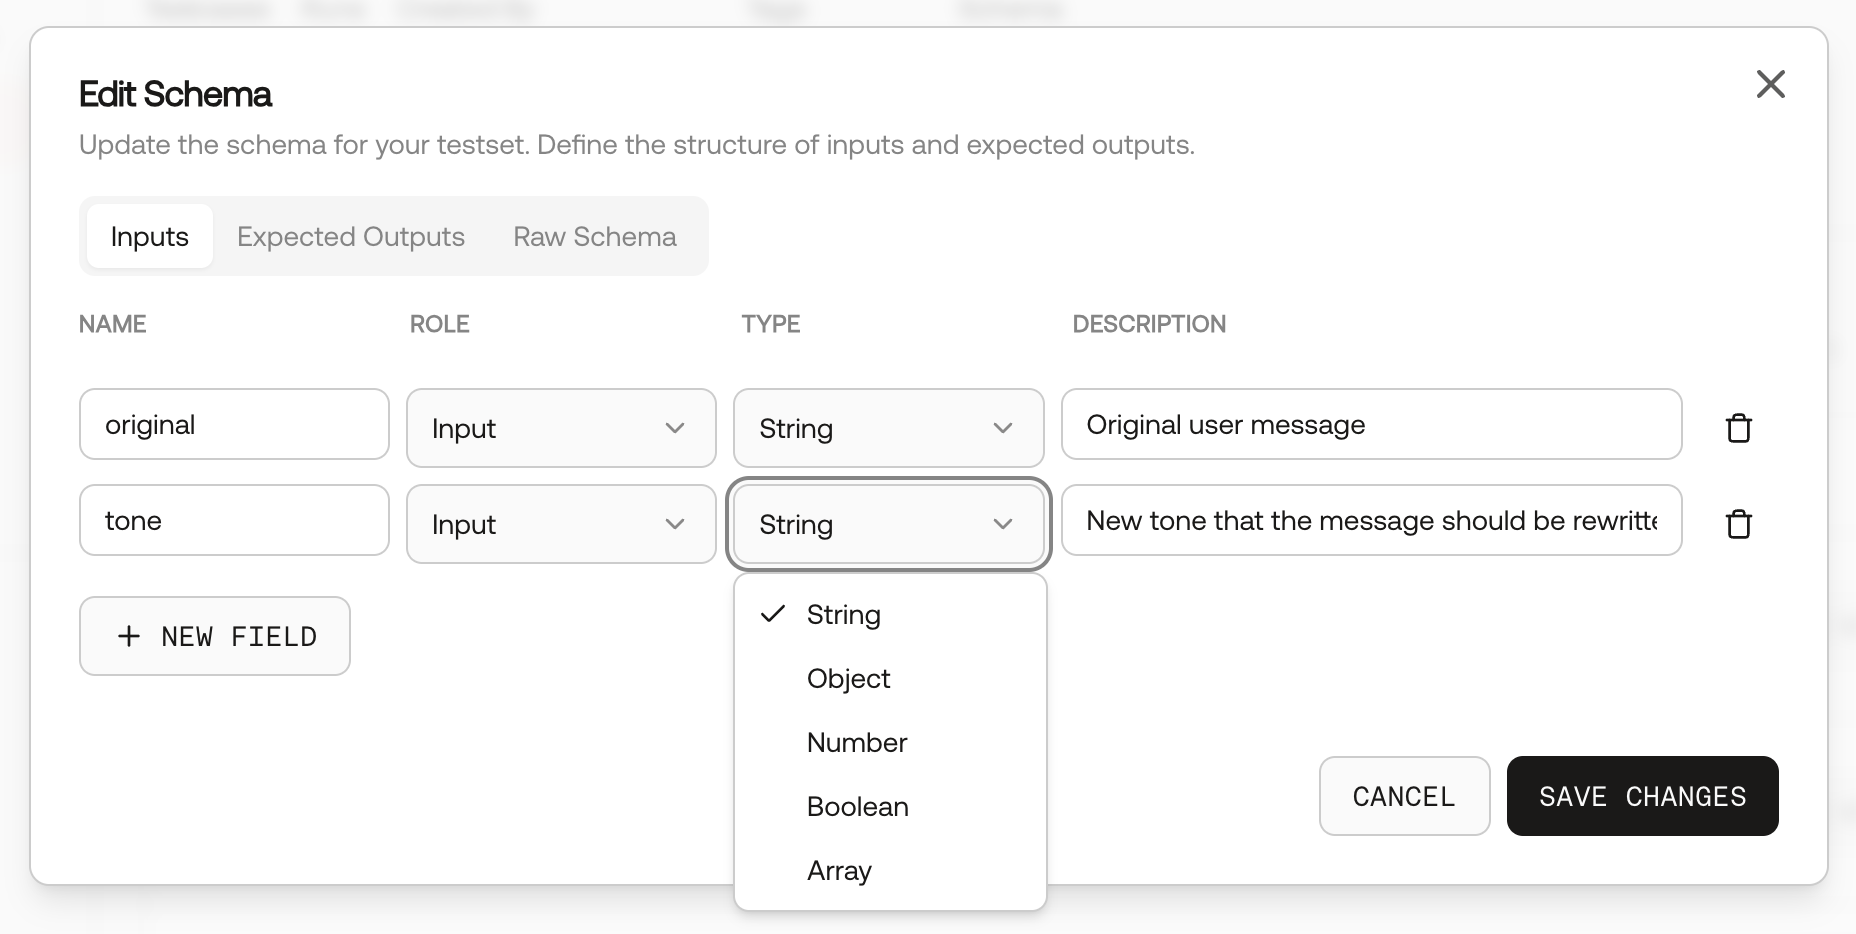 Edit Schema
Update the schema for your testset. Define the structure of inputs and expected outputs.
Inputs Expected Outputs Raw Schema
NAME ROLE TYPE DESCRIPTION
original Input String Original user message
tone Input String New tone that the message should be
String
+ NEW FIELD
Object
Number
CANCEL SAVE CHANGES
Boolean
Array